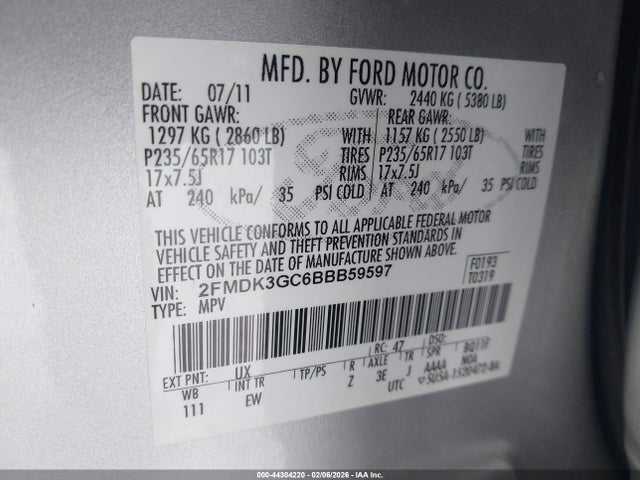 MFD. BY FORD MOTOR CO.
DATE: 07/11 GVWR: 2440 KG ( 5380 LB)
FRONT GAWR: REAR GAWR:
1297 KG ( 2860 LB) WITH 1157 KG ( 2550 LB) WITH
P235/65R17 103T TIRES P235/65R17 103T TIRES
17x7.5J RIMS 17x7.5J RIMS
AT 240 kPa/ 35 PSI COLD AT 240 kPa/ 35 PSI COLD
THIS VEHICLE CONFORMS TO ALL APPLICABLE FEDERAL MOTOR
VEHICLE SAFETY AND THEFT PREVENTION STANDARDS IN
EFFECT ON THE DATE OF MANUFACTURE SHOWN ABOVE.
VIN: 2FMDK3GC6BBB59597 F0193
TYPE: MPV T0319
RC: 47 DSO:
EXT PNT: UX BQ11F
WB INT TR TP/PS R AXLE TR SPR NOA
111 EW Z 3E J AAAA
UTC 5U5A-1520472-BA
000-44304220 - 02/06/2026 - IAA Inc.